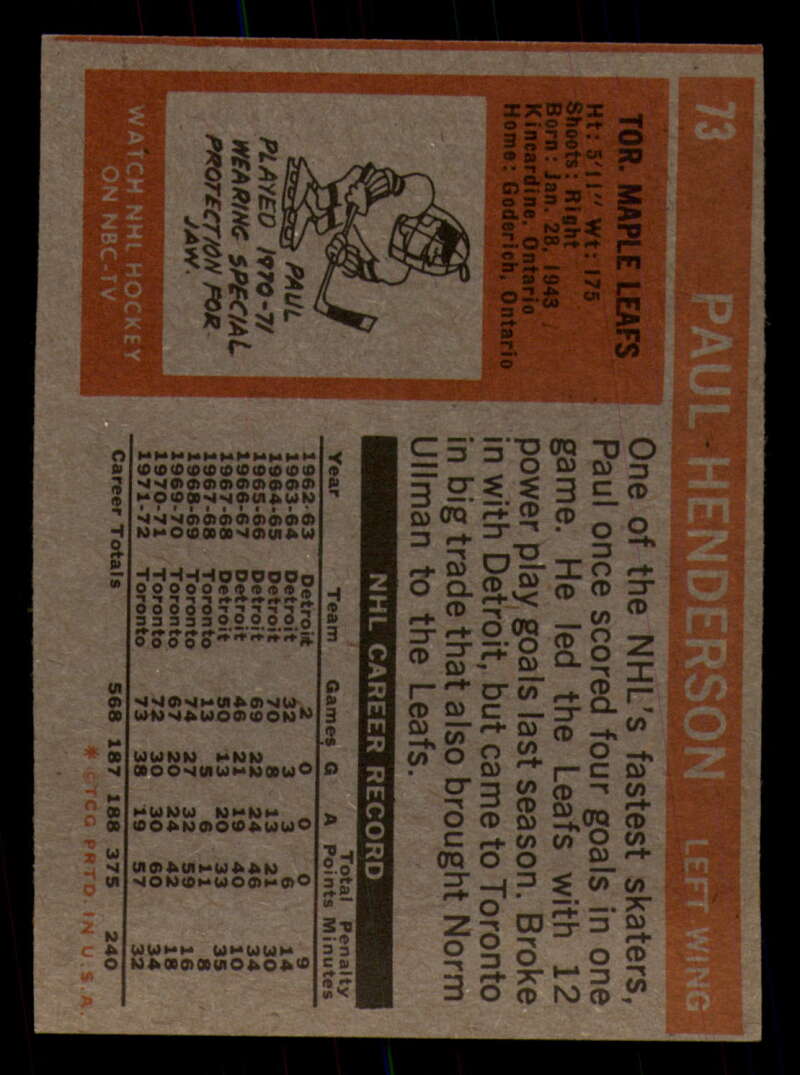 73 PAUL HENDERSON LEFT WING
TOR. MAPLE LEAFS
Ht: 5'11" Wt: 175
Shoots: Right
Born: Jan. 28, 1943
Kincardine, Ontario
Home: Goderich, Ontario
PAUL
PLAYED 1970-71
WEARING SPECIAL
PROTECTION FOR
JAW.
WATCH NHL HOCKEY
ON NBC-TV
One of the NHL's fastest skaters,
Paul once scored four goals in one
game. He led the Leafs with 12
power play goals last season. Broke
in with Detroit, but came to Toronto
in big trade that also brought Norm
Ullman to the Leafs.
NHL CAREER RECORD
Total Penalty
Year Team Games G A Points Minutes
1962-63 Detroit 2 0 0 0 9
1963-64 Detroit 32 3 3 6 14
1964-65 Detroit 70 8 13 21 30
1965-66 Detroit 69 22 24 46 34
1966-67 Detroit 46 21 19 40 10
1967-68 Detroit 50 13 20 33 35
1967-68 Toronto 13 5 6 11 8
1968-69 Toronto 74 27 32 59 16
1969-70 Toronto 67 20 24 42 18
1970-71 Toronto 72 30 30 60 34
1971-72 Toronto 73 38 19 57 32
Career Totals 568 187 188 375 240
* ©TCG PRTD. IN U.S.A.